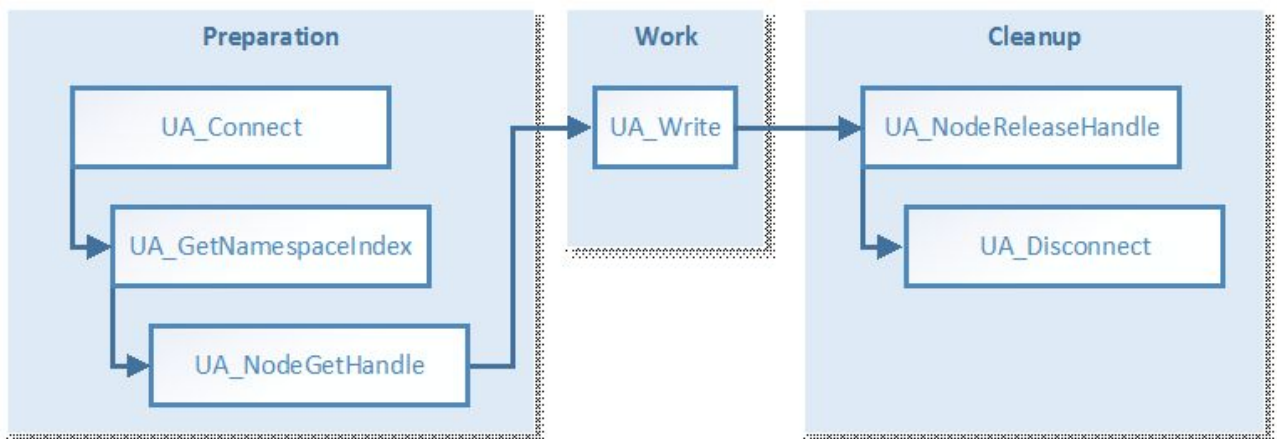 Preparation
UA_Connect
UA_GetNamespaceIndex
UA_NodeGetHandle
Work
UA_Write
Cleanup
UA_NodeReleaseHandle
UA_Disconnect